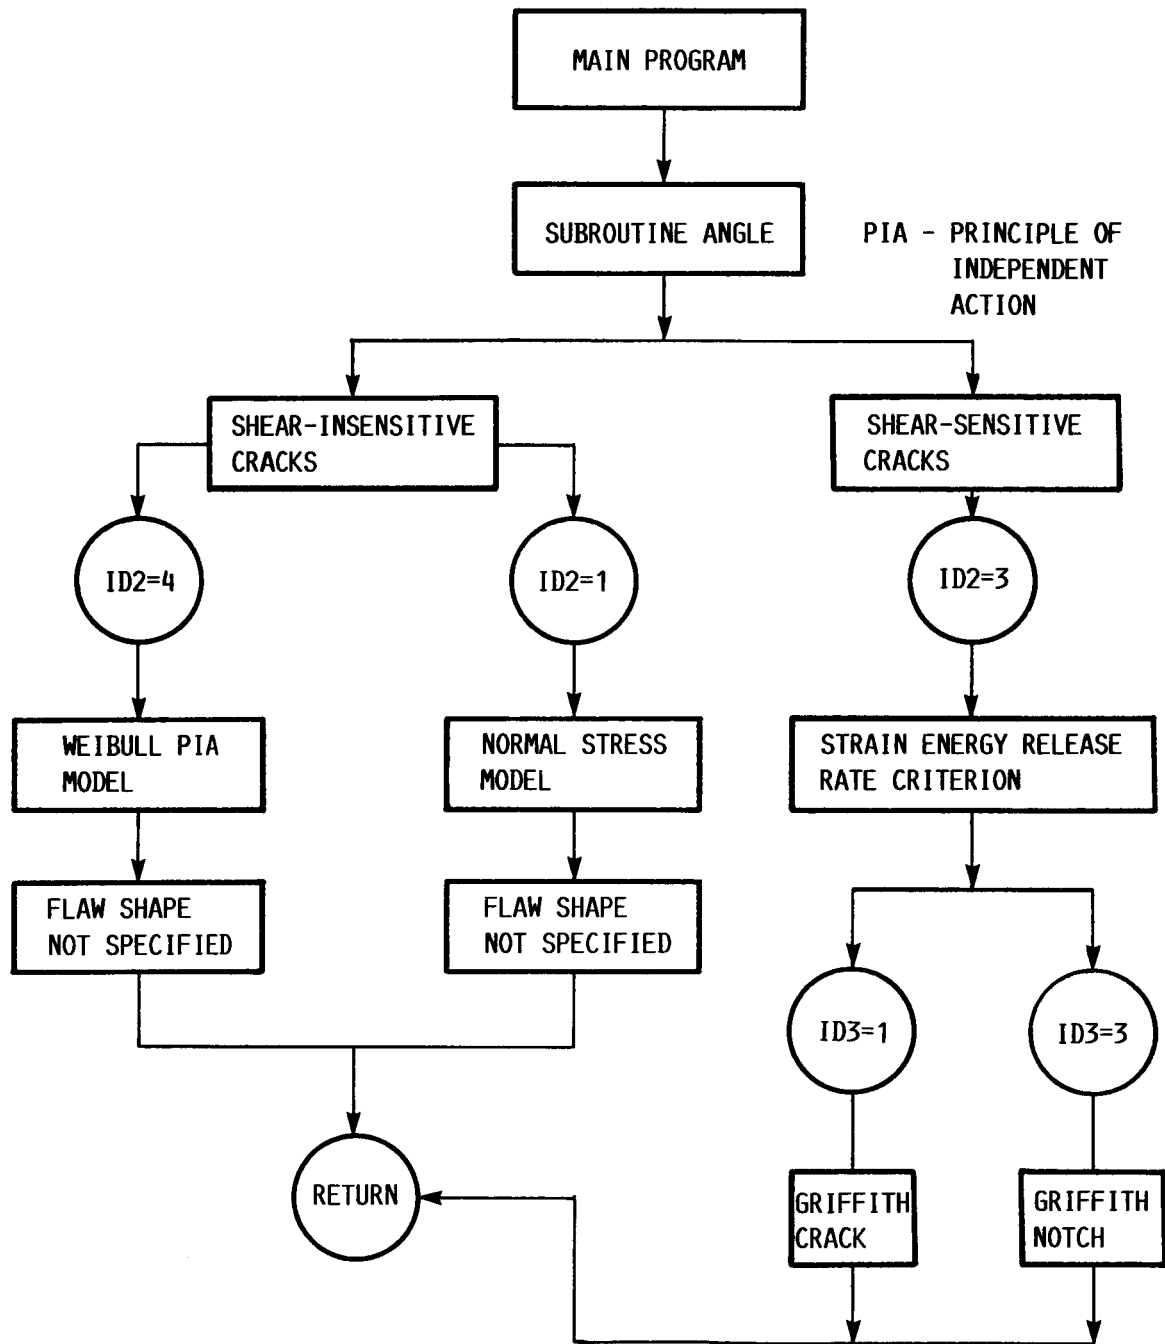 MAIN PROGRAM
SUBROUTINE ANGLE
PIA - PRINCIPLE OF
INDEPENDENT
ACTION
SHEAR-INSENSITIVE
CRACKS
SHEAR-SENSITIVE
CRACKS
ID2=4
ID2=1
ID2=3
WEIBULL PIA
MODEL
NORMAL STRESS
MODEL
STRAIN ENERGY RELEASE
RATE CRITERION
FLAW SHAPE
NOT SPECIFIED
FLAW SHAPE
NOT SPECIFIED
ID3=1
ID3=3
RETURN
GRIFFITH
CRACK
GRIFFITH
NOTCH